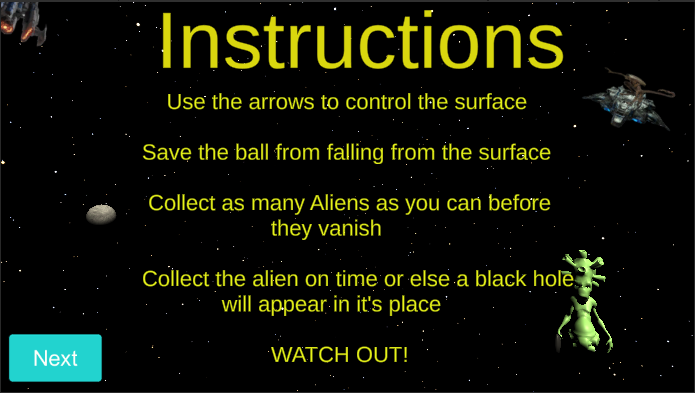 Instructions
Use the arrows to control the surface
Save the ball from falling from the surface
Collect as many Aliens as you can before
they vanish
Collect the alien on time or else a black hole
will appear in it's place
WATCH OUT!
Next